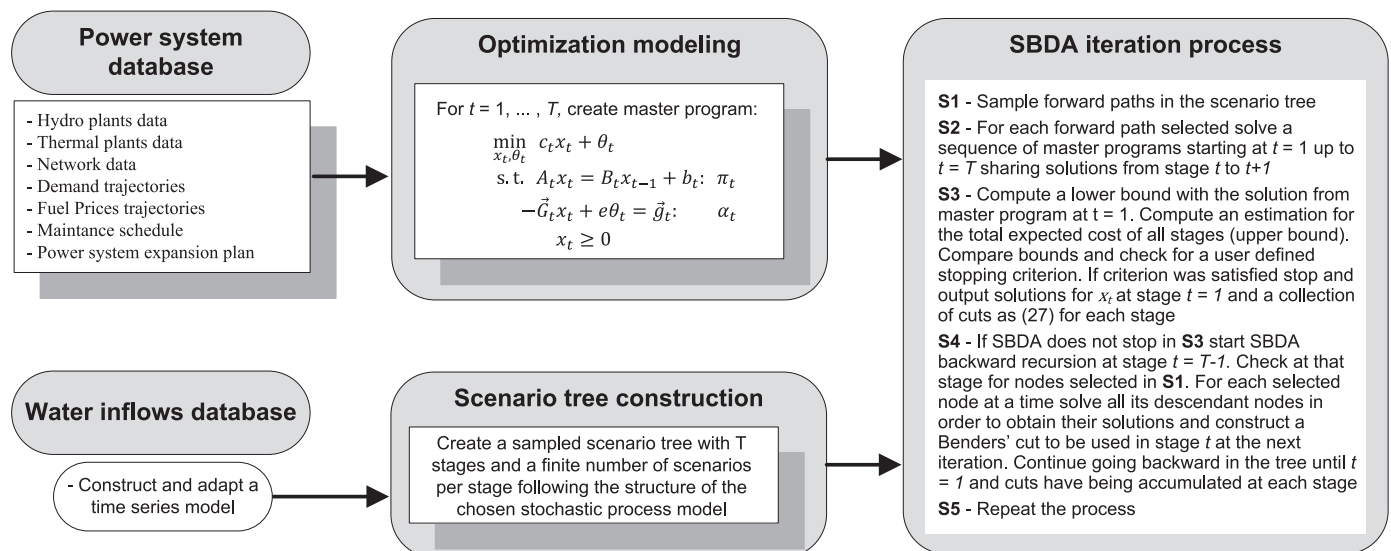 Power system
database
- Hydro plants data
- Thermal plants data
- Network data
- Demand trajectories
- Fuel Prices trajectories
- Maintance schedule
- Power system expansion plan
Optimization modeling
For t = 1, ... , T, create master program:
min c_t x_t + θ_t
x_t,θ_t
s. t. A_t x_t = B_t x_{t−1} + b_t: π_t
−G⃗_t x_t + eθ_t = g⃗_t: α_t
x_t ≥ 0
Water inflows database
- Construct and adapt a
time series model
Scenario tree construction
Create a sampled scenario tree with T
stages and a finite number of scenarios
per stage following the structure of the
chosen stochastic process model
SBDA iteration process
S1 - Sample forward paths in the scenario tree
S2 - For each forward path selected solve a
sequence of master programs starting at t = 1 up to
t = T sharing solutions from stage t to t+1
S3 - Compute a lower bound with the solution from
master program at t = 1. Compute an estimation for
the total expected cost of all stages (upper bound).
Compare bounds and check for a user defined
stopping criterion. If criterion was satisfied stop and
output solutions for x_t at stage t = 1 and a collection
of cuts as (27) for each stage
S4 - If SBDA does not stop in S3 start SBDA
backward recursion at stage t = T-1. Check at that
stage for nodes selected in S1. For each selected
node at a time solve all its descendant nodes in
order to obtain their solutions and construct a
Benders' cut to be used in stage t at the next
iteration. Continue going backward in the tree until t
= 1 and cuts have being accumulated at each stage
S5 - Repeat the process